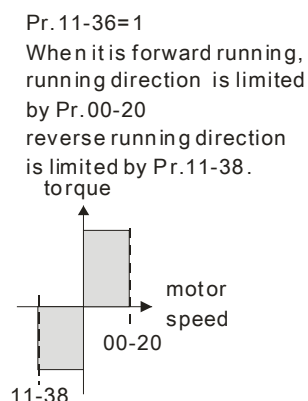 Pr.11-36=1
When it is forward running,
running direction is limited
by Pr.00-20
reverse running direction
is limited by Pr.11-38.
torque
motor
speed
00-20
11-38